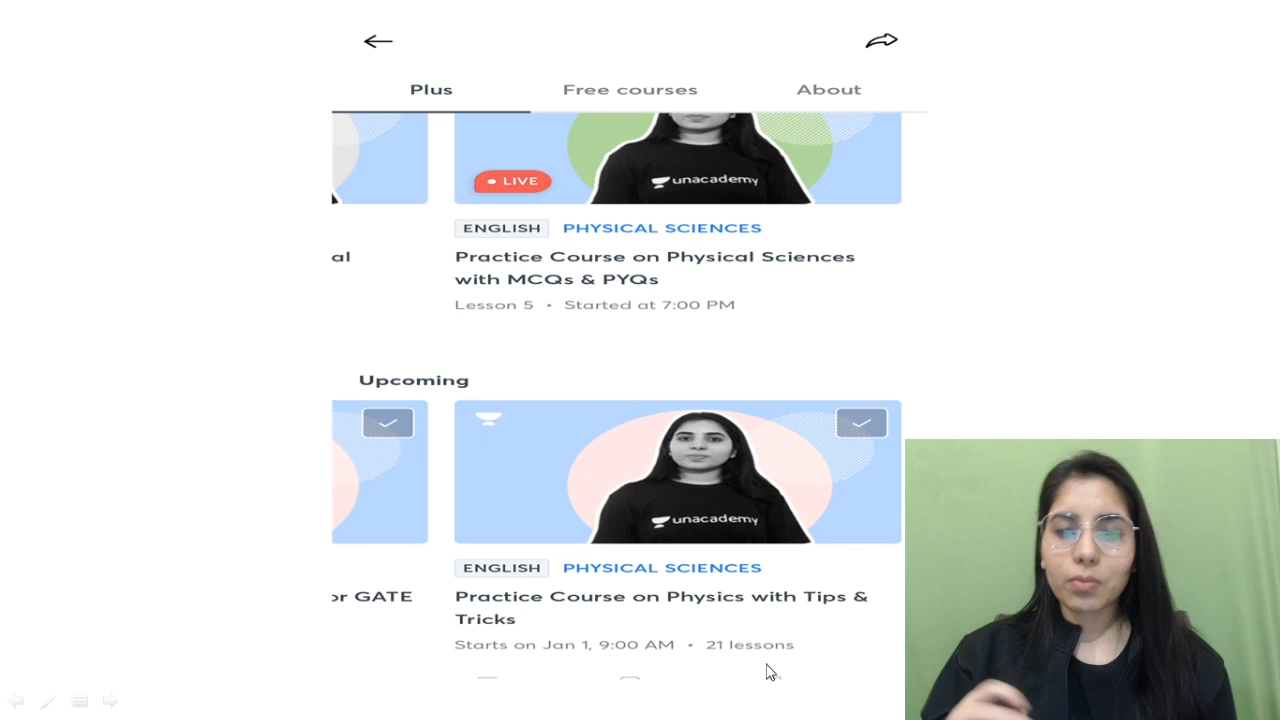 Plus Free courses About
LIVE
unacademy
ENGLISH PHYSICAL SCIENCES
al
Practice Course on Physical Sciences
with MCQs & PYQs
Lesson 5 • Started at 7:00 PM
Upcoming
unacademy
ENGLISH PHYSICAL SCIENCES
or GATE
Practice Course on Physics with Tips &
Tricks
Starts on Jan 1, 9:00 AM • 21 lessons